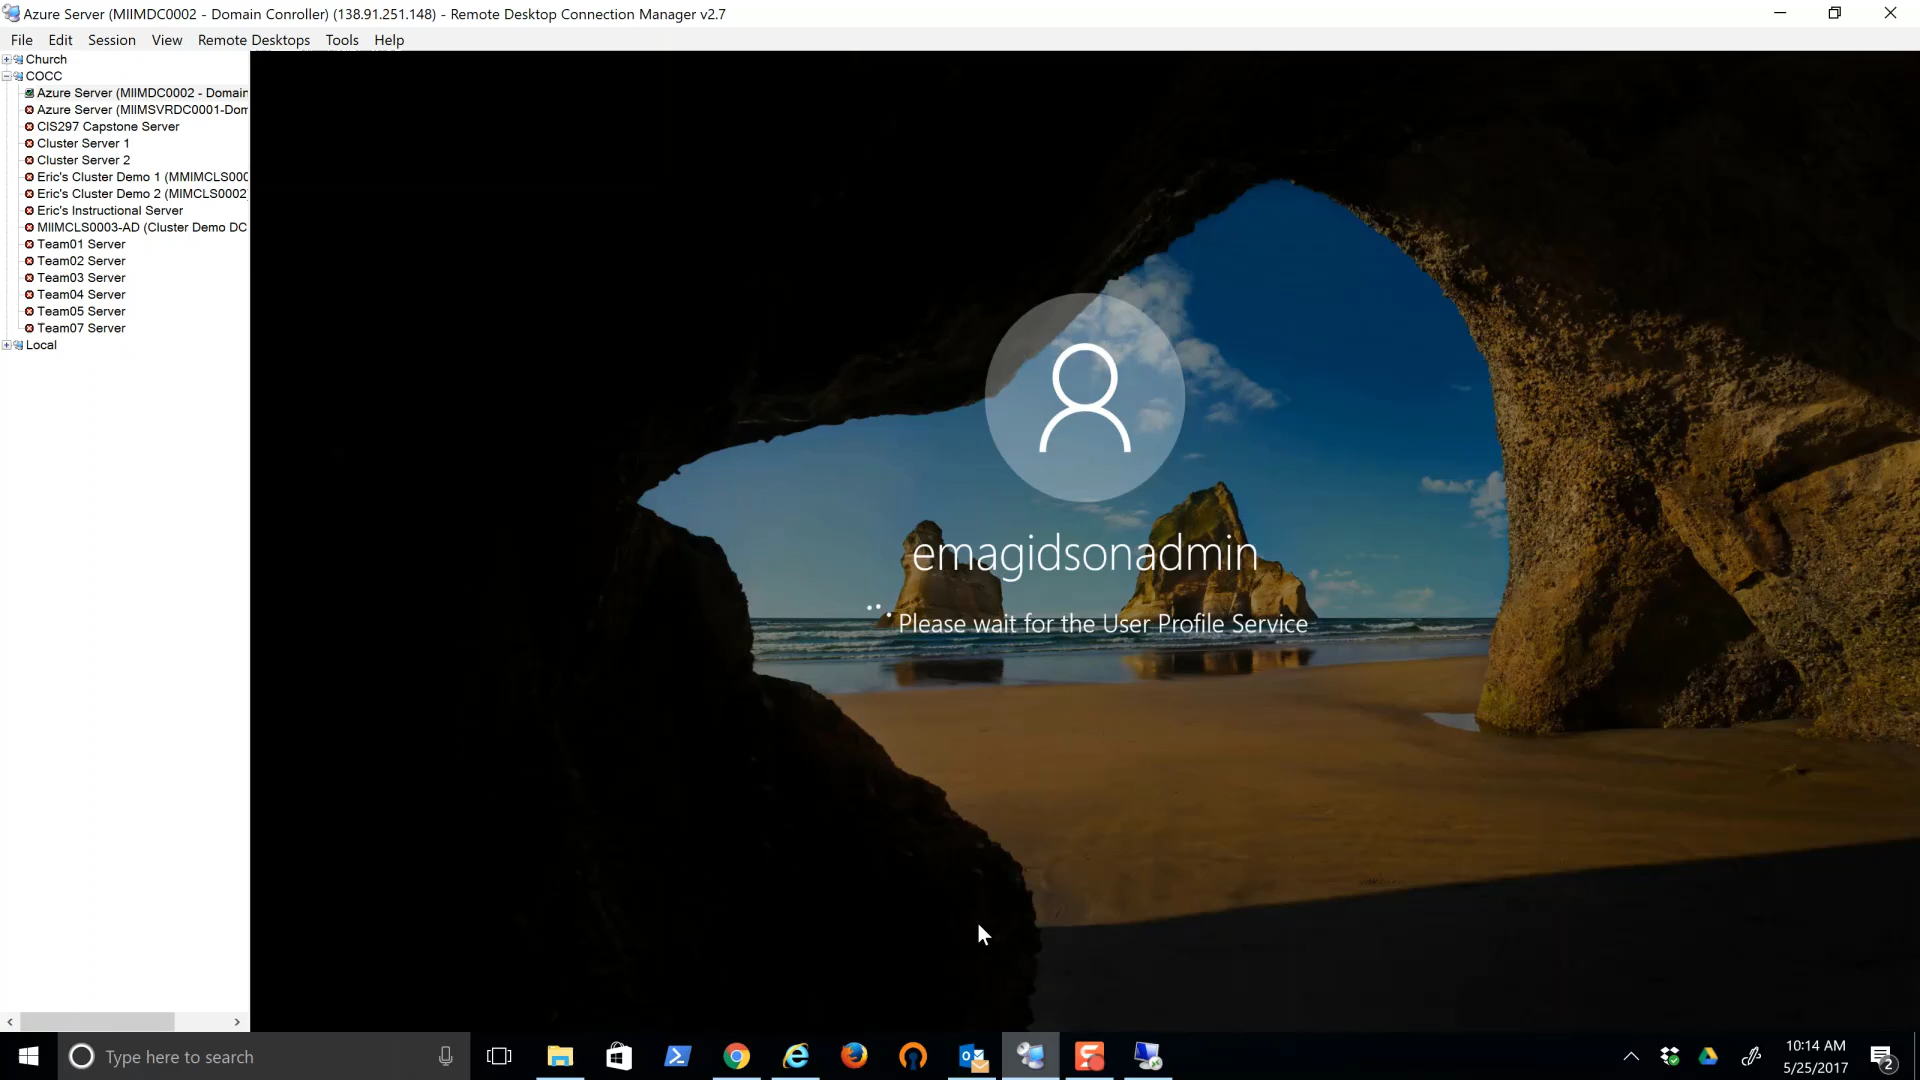 Azure Server (MIIMDC0002 - Domain Conroller) (138.91.251.148) - Remote Desktop Connection Manager v2.7
File Edit Session View Remote Desktops Tools Help
Church
COCC
Azure Server (MIIMDC0002 - Domain
Azure Server (MIIMSVRDC0001-Dom
CIS297 Capstone Server
Cluster Server 1
Cluster Server 2
Eric's Cluster Demo 1 (MMIMCLS000
Eric's Cluster Demo 2 (MIMCLS0002
Eric's Instructional Server
MIIMCLS0003-AD (Cluster Demo DC
Team01 Server
Team02 Server
Team03 Server
Team04 Server
Team05 Server
Team07 Server
Local
emagidsonadmin
Please wait for the User Profile Service
Type here to search
10:14 AM
5/25/2017
2